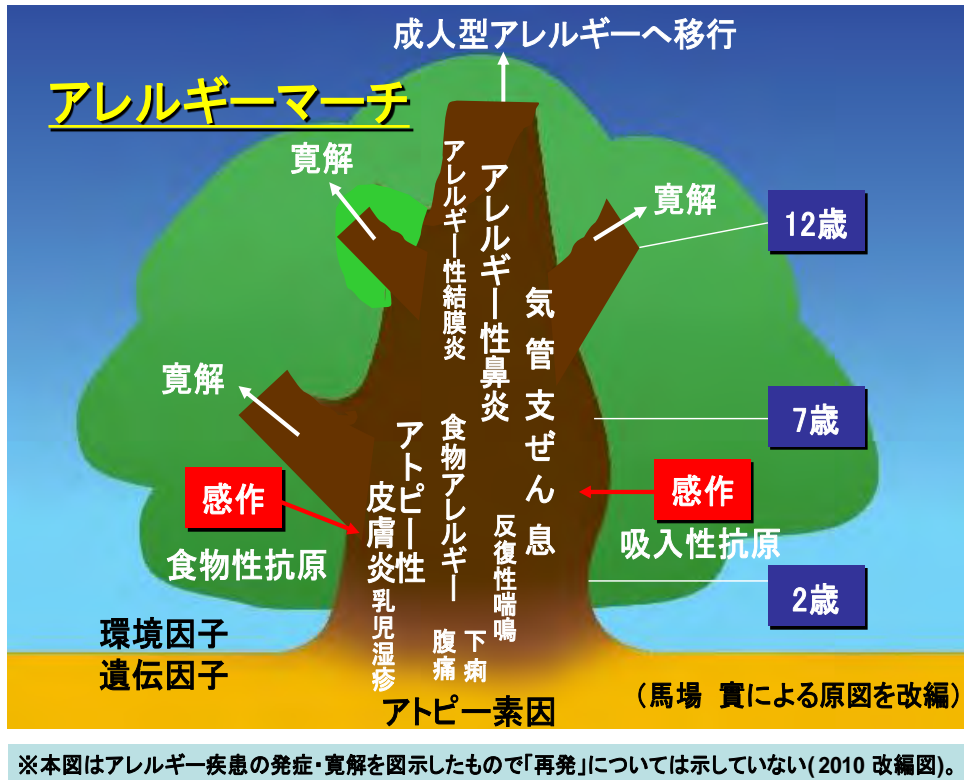 成人型アレルギーへ移行
アレルギーマーチ
寛解
寛解
12歳
アレルギー性結膜炎
アレルギー性鼻炎
気管支ぜん息
寛解
7歳
アトピー性
皮膚炎
食物アレルギー
感作
感作
食物性抗原
吸入性抗原
反復性喘鳴
2歳
乳児湿疹
腹痛
下痢
環境因子
遺伝因子
アトピー素因
（馬場 實による原図を改編）
※本図はアレルギー疾患の発症・寛解を図示したもので「再発」については示していない(2010 改編図)。